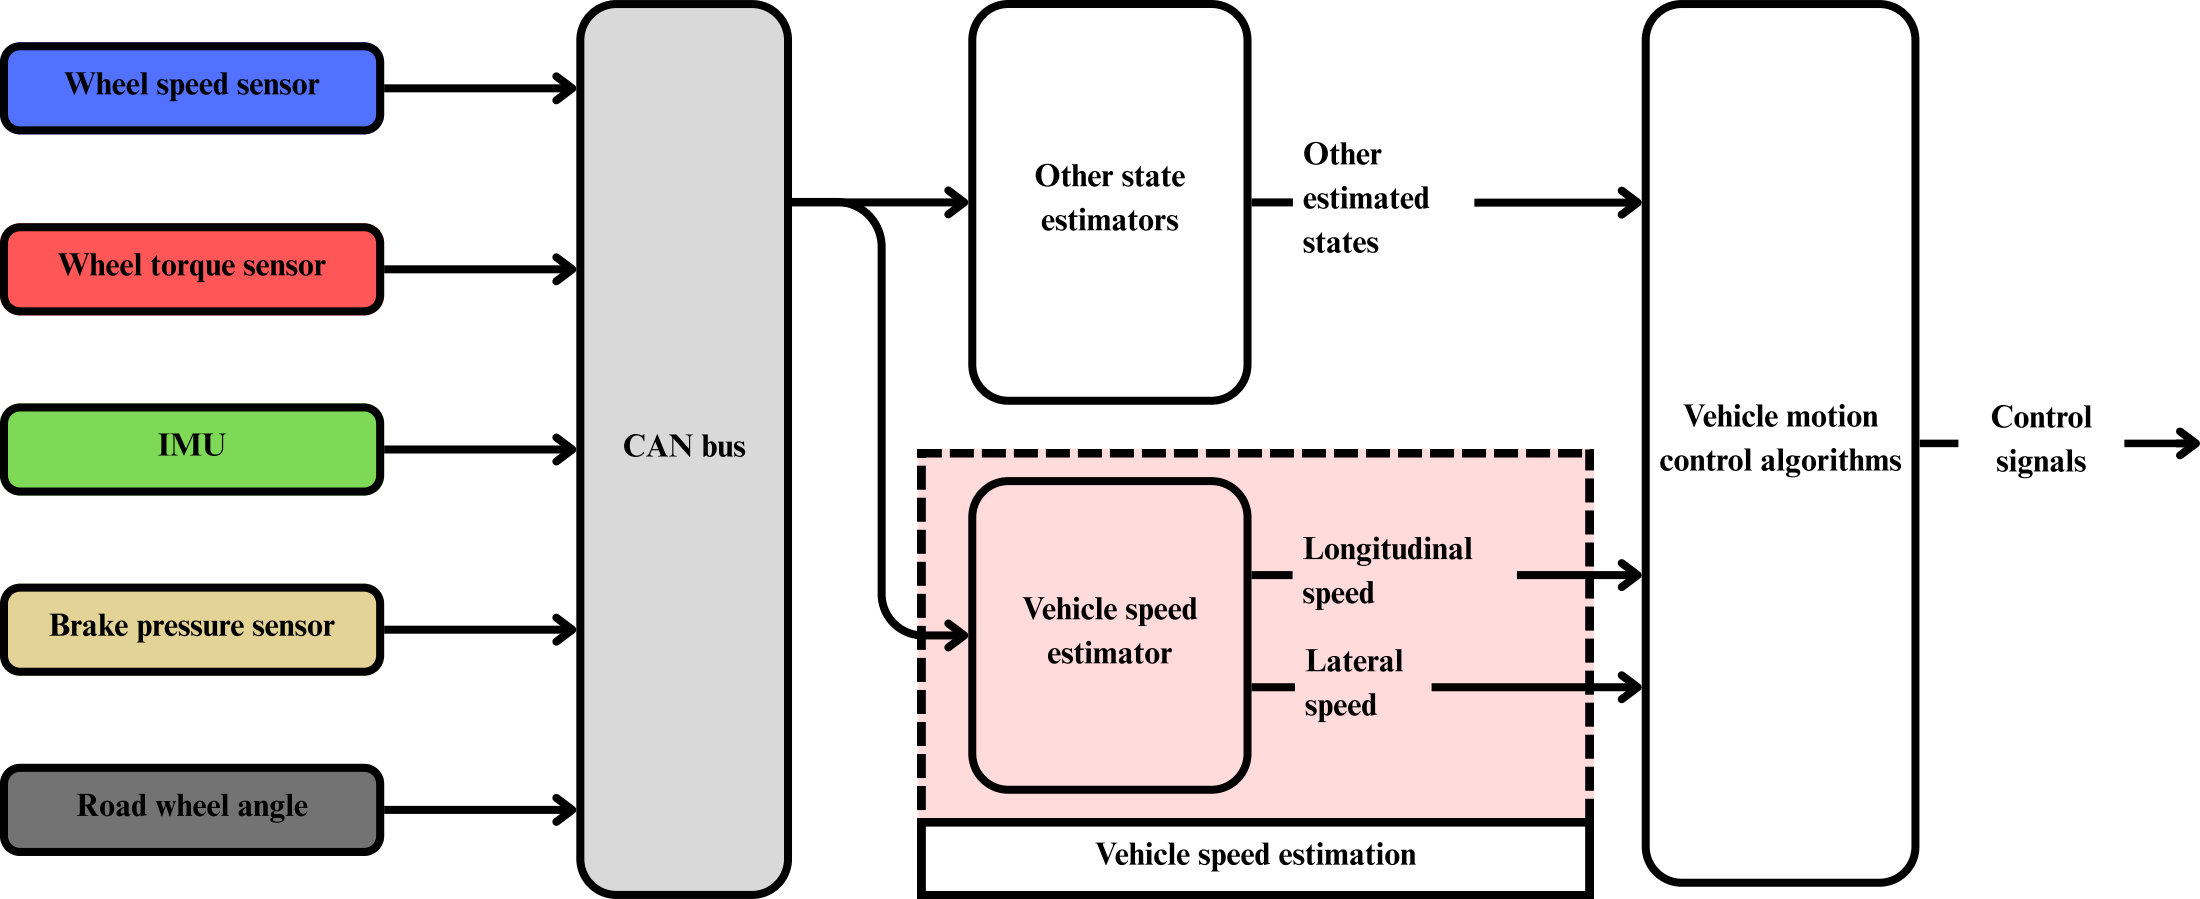 Wheel speed sensor
Wheel torque sensor
IMU
Brake pressure sensor
Road wheel angle
CAN bus
Other state
estimators
Other
estimated
states
Vehicle speed
estimator
Longitudinal
speed
Lateral
speed
Vehicle speed estimation
Vehicle motion
control algorithms
Control
signals